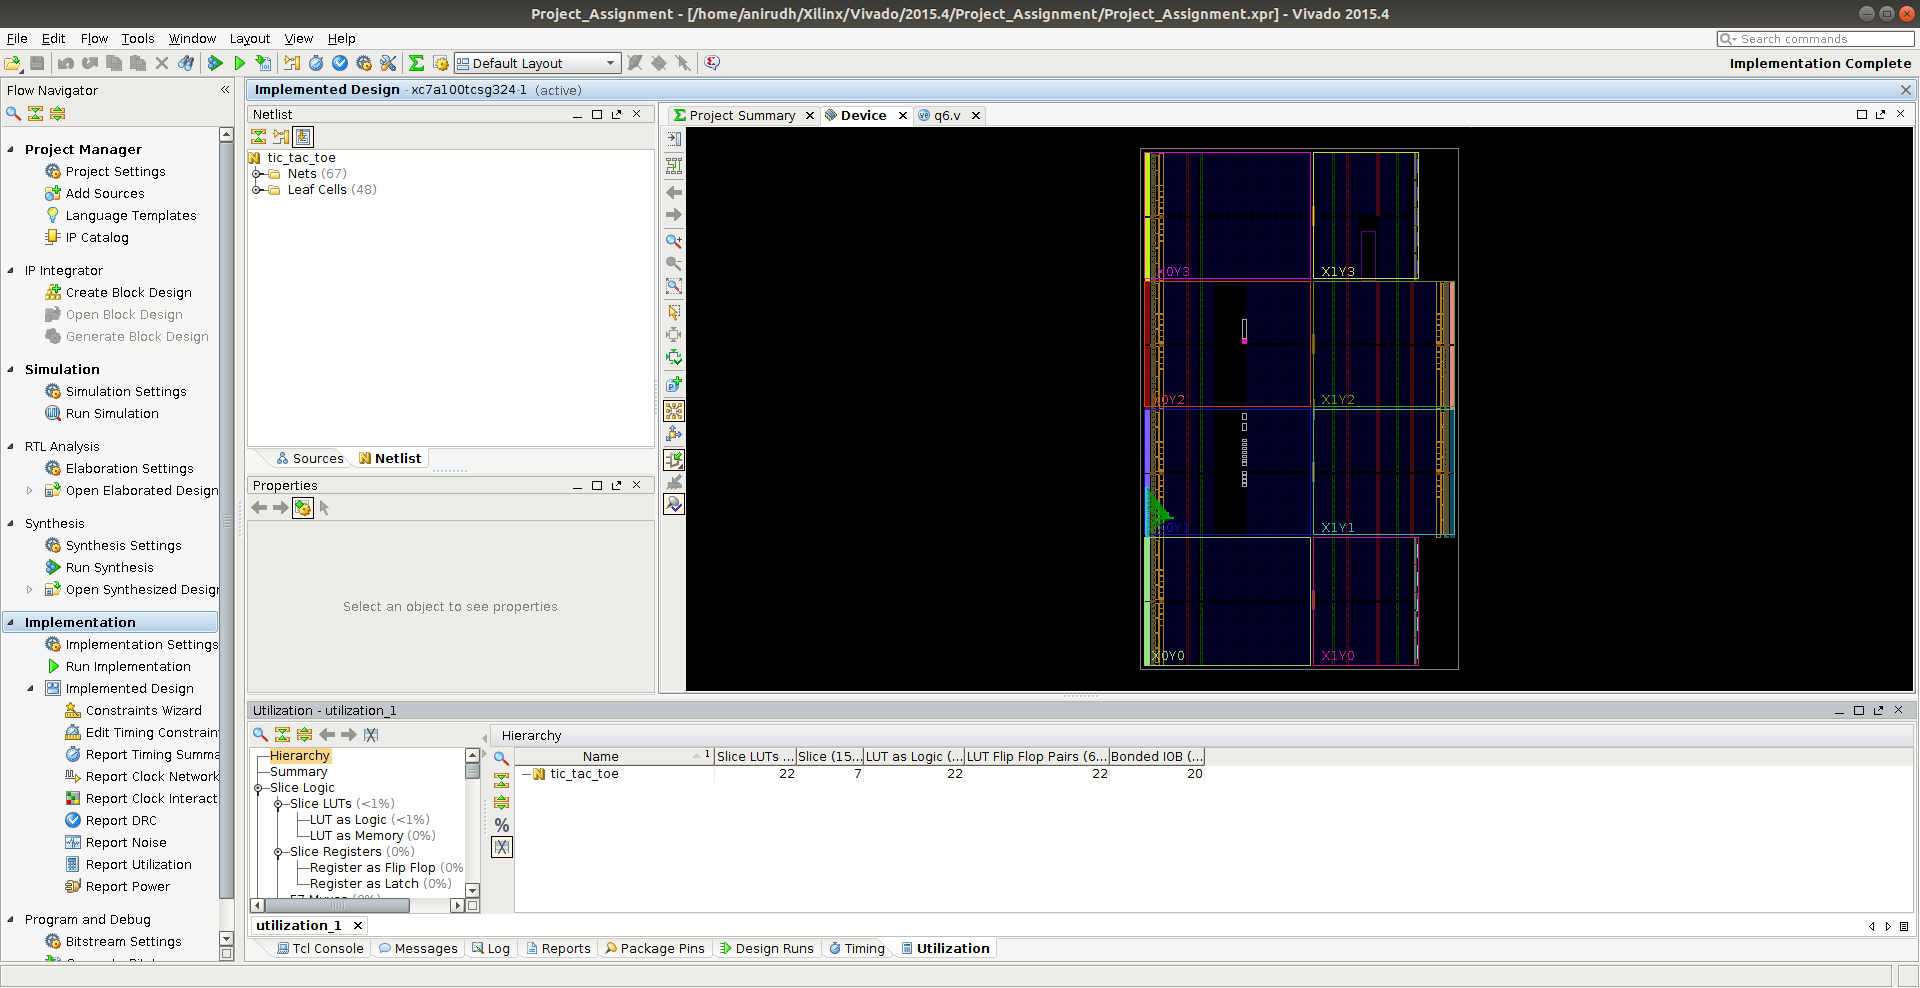 Project_Assignment - [/home/anirudh/Xilinx/Vivado/2015.4/Project_Assignment/Project_Assignment.xpr] - Vivado 2015.4
File Edit Flow Tools Window Layout View Help
Search commands
Default Layout
Implementation Complete
Flow Navigator
Project Manager
Project Settings
Add Sources
Language Templates
IP Catalog
IP Integrator
Create Block Design
Open Block Design
Generate Block Design
Simulation
Simulation Settings
Run Simulation
RTL Analysis
Elaboration Settings
Open Elaborated Design
Synthesis
Synthesis Settings
Run Synthesis
Open Synthesized Design
Implementation
Implementation Settings
Run Implementation
Implemented Design
Constraints Wizard
Edit Timing Constrain
Report Timing Summa
Report Clock Network
Report Clock Interact
Report DRC
Report Noise
Report Utilization
Report Power
Program and Debug
Bitstream Settings
Implemented Design - xc7a100tcsg324-1 (active)
Netlist
tic_tac_toe
Nets (67)
Leaf Cells (48)
Sources Netlist
Properties
Select an object to see properties
Project Summary Device q6.v
X0Y3 X1Y3
X0Y2 X1Y2
X0Y1 X1Y1
X0Y0 X1Y0
Utilization - utilization_1
Hierarchy
Summary
Slice Logic
Slice LUTs (<1%)
LUT as Logic (<1%)
LUT as Memory (0%)
Slice Registers (0%)
Register as Flip Flop (0%
Register as Latch (0%)
Hierarchy
Name 1 Slice LUTs ... Slice (15... LUT as Logic (... LUT Flip Flop Pairs (6... Bonded IOB (...
tic_tac_toe 22 7 22 22 20
utilization_1
Tcl Console Messages Log Reports Package Pins Design Runs Timing Utilization